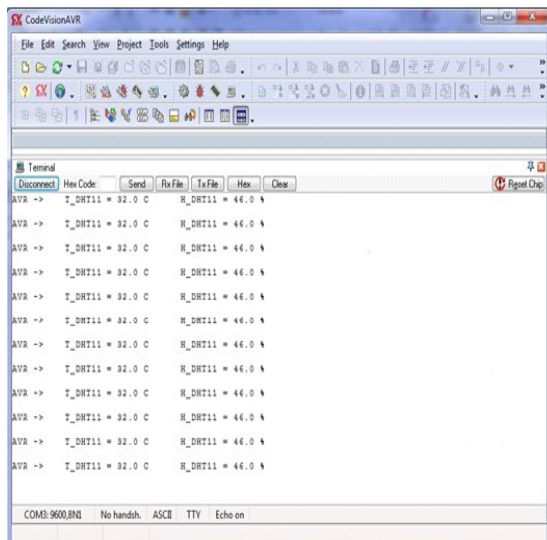 CodeVisionAVR
File Edit Search View Project Tools Settings Help
Terminal
Disconnect Hex Code: Send Rx File Tx File Hex Clear Reset Chip
AVR -> T_DHT11 = 32.0 C H_DHT11 = 46.0 %
AVR -> T_DHT11 = 32.0 C H_DHT11 = 46.0 %
AVR -> T_DHT11 = 32.0 C H_DHT11 = 46.0 %
AVR -> T_DHT11 = 32.0 C H_DHT11 = 46.0 %
AVR -> T_DHT11 = 32.0 C H_DHT11 = 46.0 %
AVR -> T_DHT11 = 32.0 C H_DHT11 = 46.0 %
AVR -> T_DHT11 = 32.0 C H_DHT11 = 46.0 %
AVR -> T_DHT11 = 32.0 C H_DHT11 = 46.0 %
AVR -> T_DHT11 = 32.0 C H_DHT11 = 46.0 %
AVR -> T_DHT11 = 32.0 C H_DHT11 = 46.0 %
AVR -> T_DHT11 = 32.0 C H_DHT11 = 46.0 %
AVR -> T_DHT11 = 32.0 C H_DHT11 = 46.0 %
COM3: 9600,8N1 No handsh. ASCII TTY Echo on